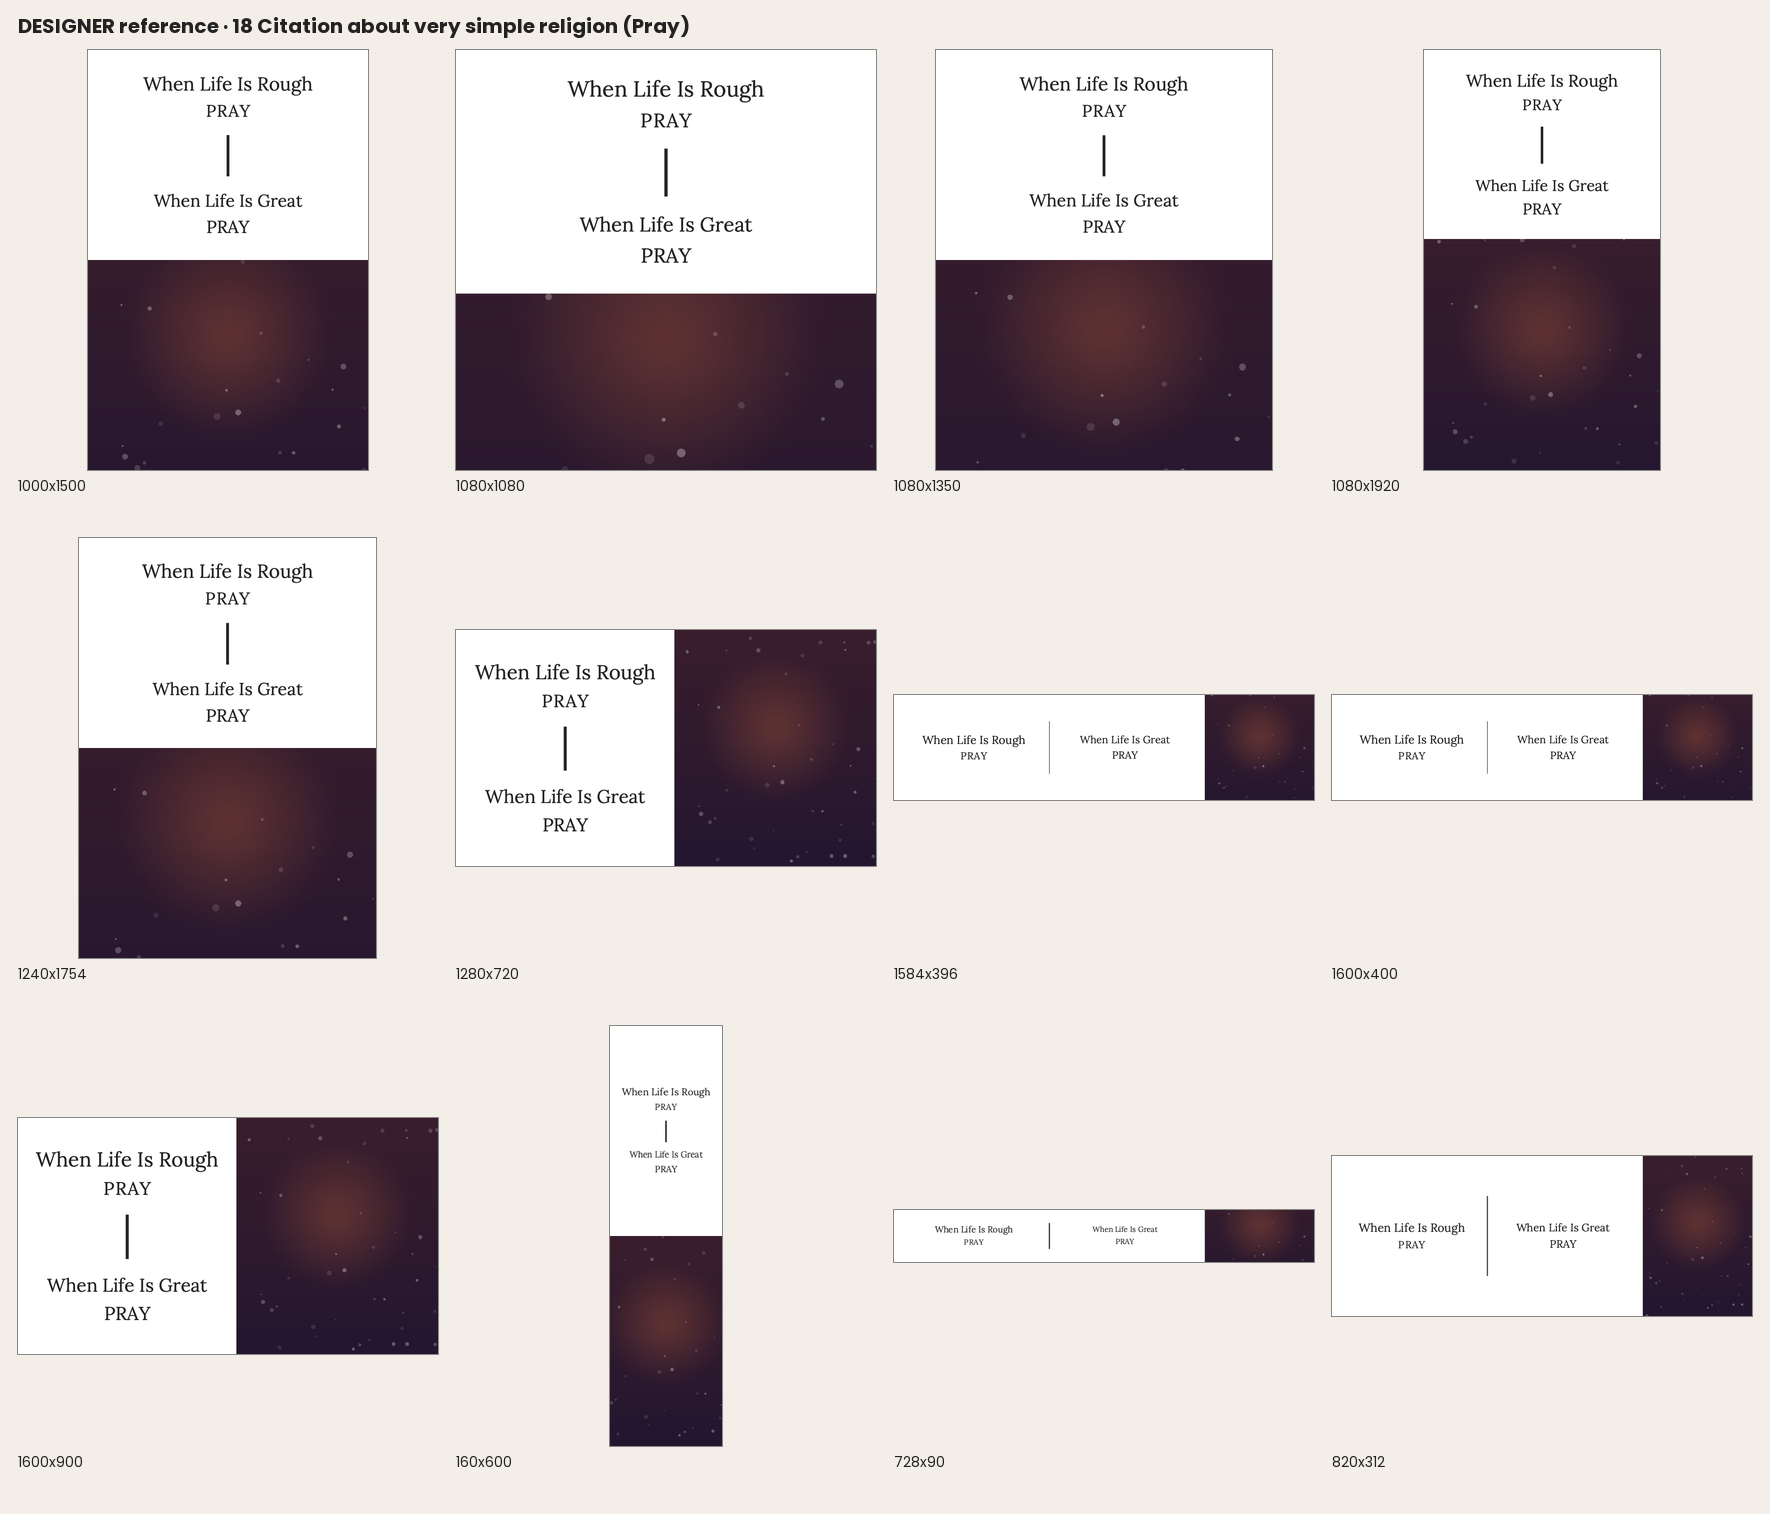 DESIGNER reference · 18 Citation about very simple religion (Pray)
When Life Is Rough
PRAY
When Life Is Great
PRAY
1000x1500
When Life Is Rough
PRAY
When Life Is Great
PRAY
1080x1080
When Life Is Rough
PRAY
When Life Is Great
PRAY
1080x1350
When Life Is Rough
PRAY
When Life Is Great
PRAY
1080x1920
When Life Is Rough
PRAY
When Life Is Great
PRAY
1240x1754
When Life Is Rough
PRAY
When Life Is Great
PRAY
1280x720
When Life Is Rough
PRAY
When Life Is Great
PRAY
1584x396
When Life Is Rough
PRAY
When Life Is Great
PRAY
1600x400
When Life Is Rough
PRAY
When Life Is Great
PRAY
1600x900
When Life Is Rough
PRAY
When Life Is Great
PRAY
160x600
When Life Is Rough
PRAY
When Life Is Great
PRAY
728x90
When Life Is Rough
PRAY
When Life Is Great
PRAY
820x312